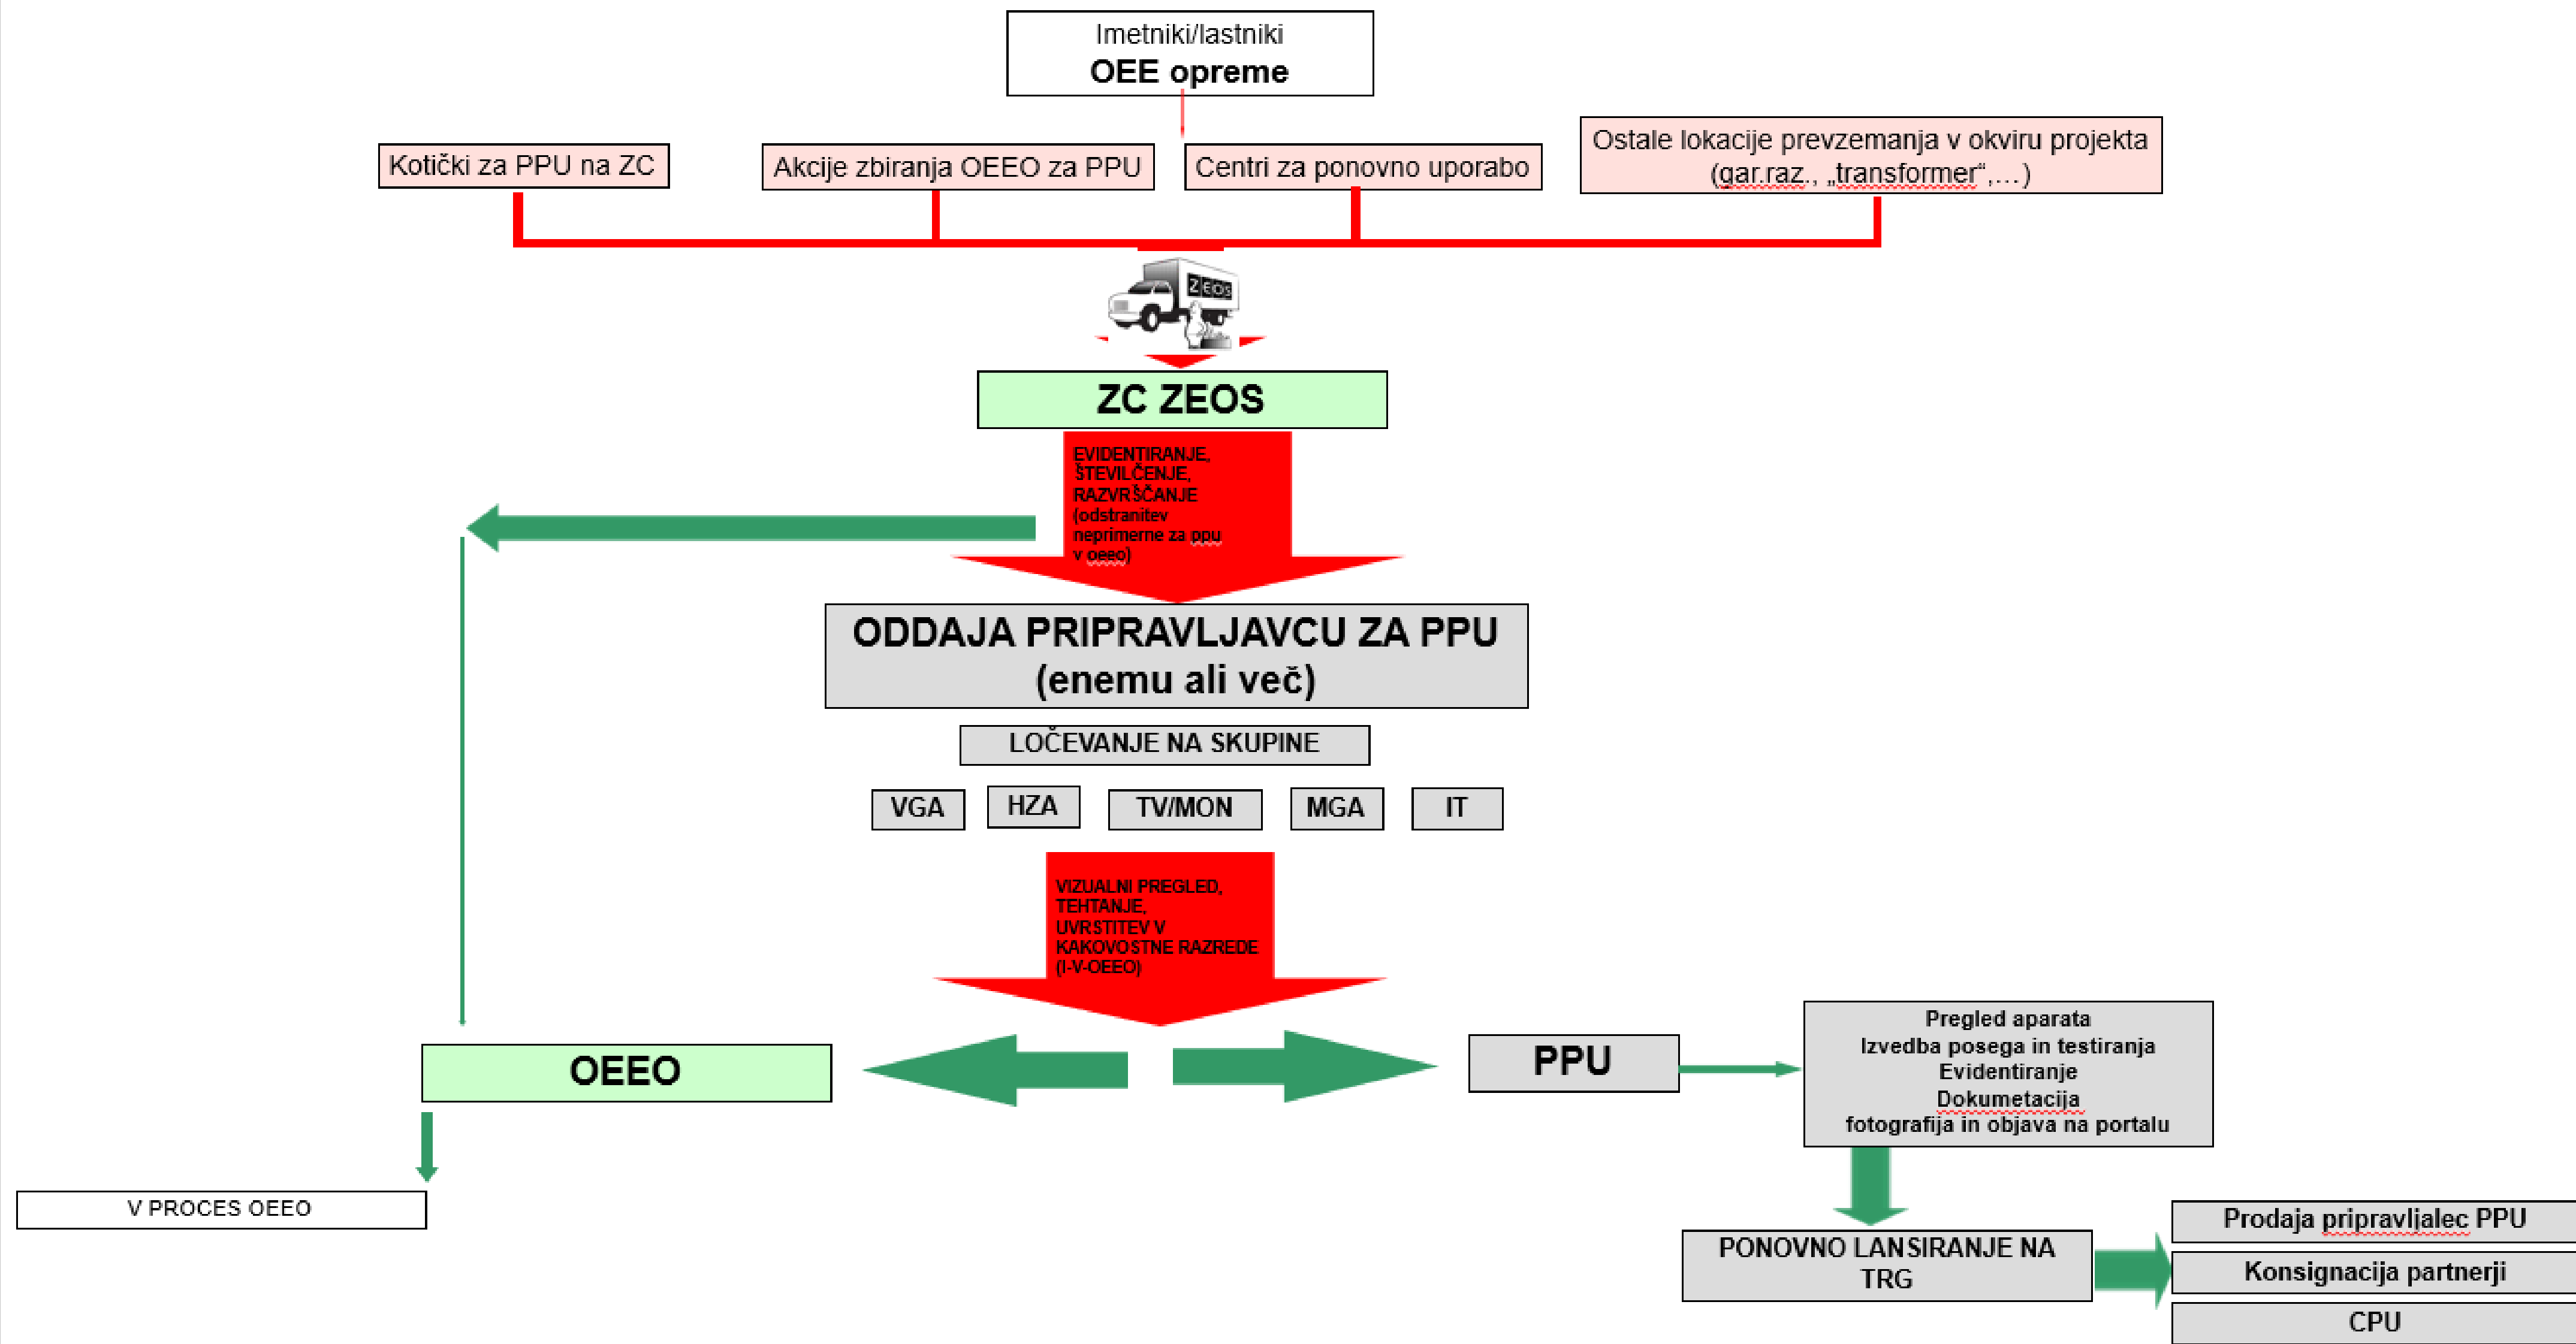 Imetniki/lastniki
OEE opreme
Kotički za PPU na ZC
Akcije zbiranja OEEO za PPU
Centri za ponovno uporabo
Ostale lokacije prevzemanja v okviru projekta
(gar.raz., „transformer“,...)
ZEOS
ZC ZEOS
EVIDENTIRANJE,
ŠTEVILČENJE,
RAZVRŠČANJE
(odstranitev
neprimerne za ppu
v oeeo)
ODDAJA PRIPRAVLJAVCU ZA PPU
(enemu ali več)
LOČEVANJE NA SKUPINE
VGA
HZA
TV/MON
MGA
IT
VIZUALNI PREGLED,
TEHTANJE,
UVRSTITEV V
KAKOVOSTNE RAZREDE
(I-V-OEEO)
OEEO
PPU
Pregled aparata
Izvedba posega in testiranja
Evidentiranje
Dokumetacija
fotografija in objava na portalu
V PROCES OEEO
PONOVNO LANSIRANJE NA
TRG
Prodaja pripravljalec PPU
Konsignacija partnerji
CPU